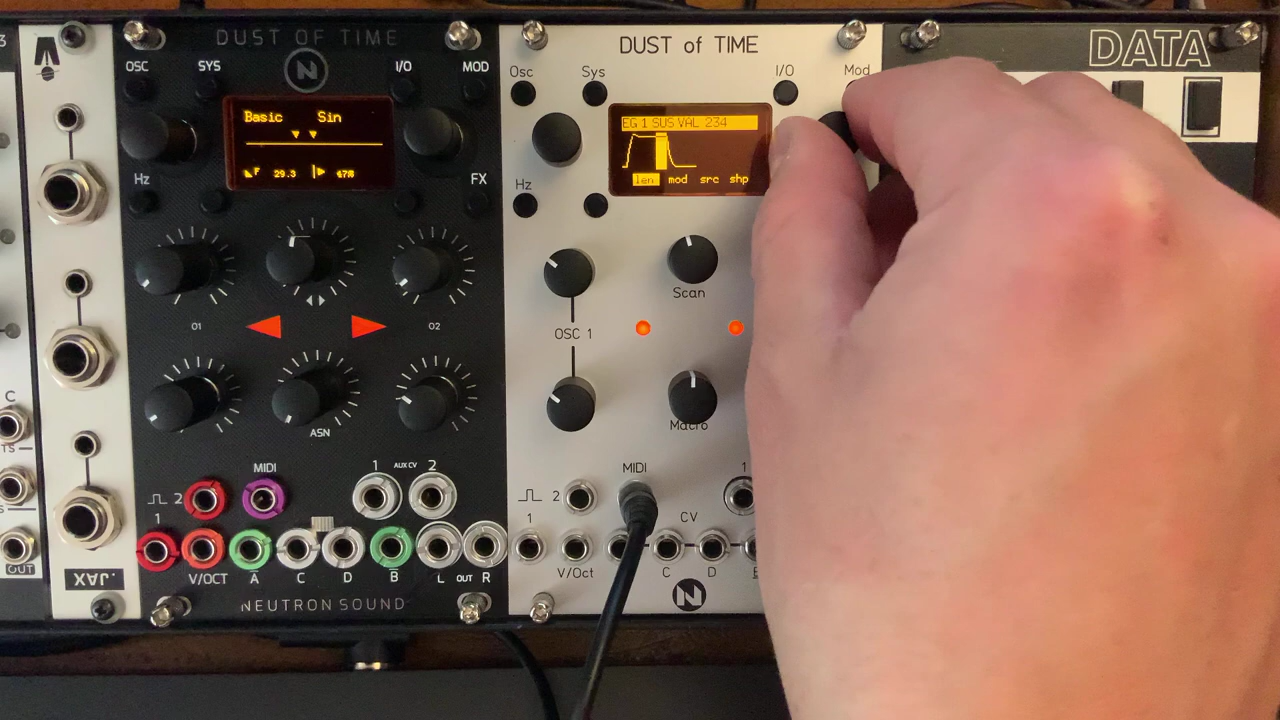 3
DUST OF TIME
DUST of TIME
DATA
OSC SYS I/O MOD
N
Osc Sys I/O Mod
Basic Sin
29.3 47%
EG 1 SUS VAL 234
len mod src shp
Hz FX
Hz
Scan
O1 O2
OSC 1
C
ASN
Macro
MIDI 1 AUX CV 2
2
1
MIDI 1
2
1 CV
V/OCT A C D B L OUT R
V/Oct C D
OUT
JAX.
NEUTRON SOUND
N